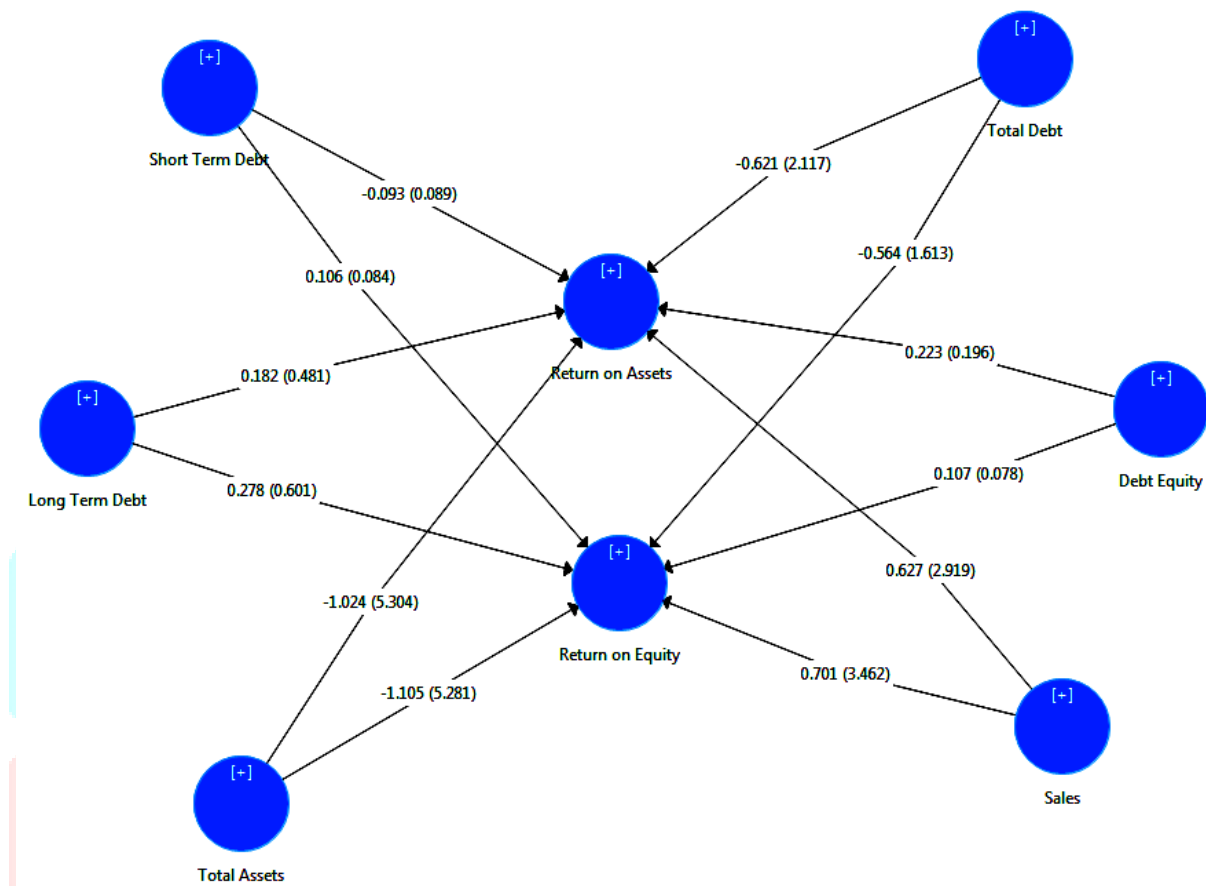 [+]
Total Debt
[+]
Short Term Debt
-0.621 (2.117)
-0.093 (0.089)
-0.564 (1.613)
0.106 (0.084)
[+]
Return on Assets
0.223 (0.196)
0.182 (0.481)
[+]
Debt Equity
[+]
Long Term Debt
0.107 (0.078)
0.278 (0.601)
[+]
Return on Equity
0.627 (2.919)
-1.024 (5.304)
0.701 (3.462)
-1.105 (5.281)
[+]
Sales
[+]
Total Assets